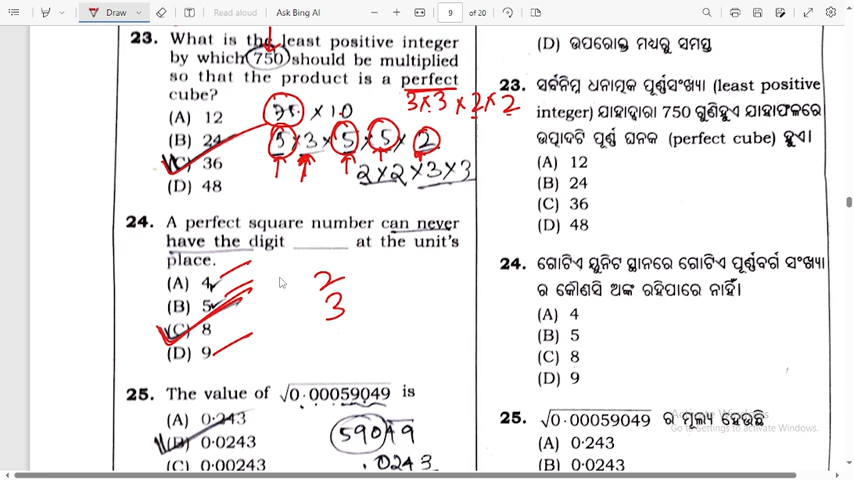 Draw
Read aloud
Ask Bing AI
9
of 20
23. What is the least positive integer
by which 750 should be multiplied
so that the product is a perfect
cube?
(A) 12
(B) 24
(C) 36
(D) 48
75 × 10
5 × 3 × 5 × 5 × 2
2 × 2 × 3 × 3
3 × 3 × 2 × 2
24. A perfect square number can never
have the digit ______ at the unit's
place.
(A) 4
(B) 5
(C) 8
(D) 9
2
3
25. The value of √0·00059049 is
(A) 0·243
(B) 0·0243
(C) 0·00243
59049
.0243
(D) ଉପରୋକ୍ତ ମଧ୍ୟରୁ ସମସ୍ତ
23. ସର୍ବନିମ୍ନ ଧନାତ୍ମକ ପୂର୍ଣ୍ଣସଂଖ୍ୟା (least positive
integer) ଯାହାଦ୍ୱାରା 750 ଗୁଣିହୁଏ ଯାହାଫଳରେ
ଉତ୍ପାଦଟି ପୂର୍ଣ୍ଣ ଘନକ (perfect cube) ହୁଏ।
(A) 12
(B) 24
(C) 36
(D) 48
24. ଗୋଟିଏ ୟୁନିଟ ସ୍ଥାନରେ ଗୋଟିଏ ପୂର୍ଣ୍ଣବର୍ଗ ସଂଖ୍ୟା
ର କୌଣସି ଅଙ୍କ ରହିପାରେ ନାହିଁ।
(A) 4
(B) 5
(C) 8
(D) 9
25. √0·00059049 ର ମୂଲ୍ୟ ହେଉଛି
(A) 0·243
(B) 0·0243
Activate Windows
Go to Settings to activate Windows.